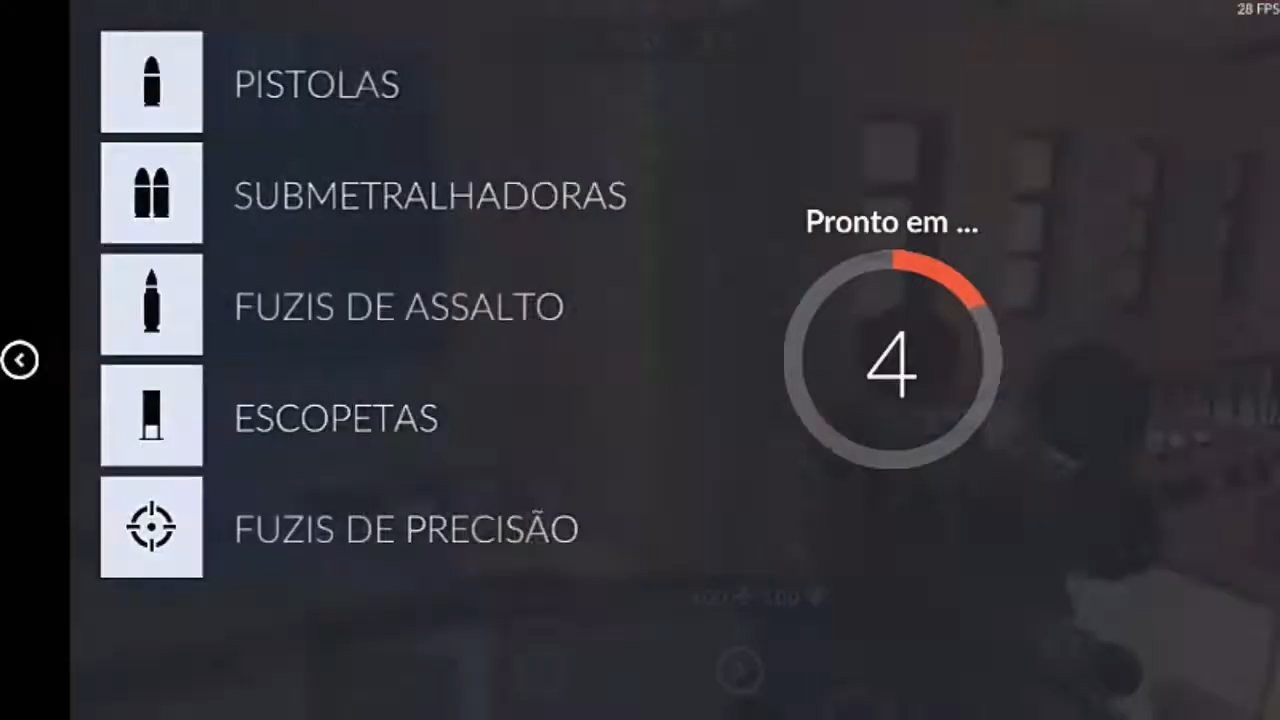 28 FPS
PISTOLAS
SUBMETRALHADORAS
FUZIS DE ASSALTO
ESCOPETAS
FUZIS DE PRECISÃO
Pronto em ...
4